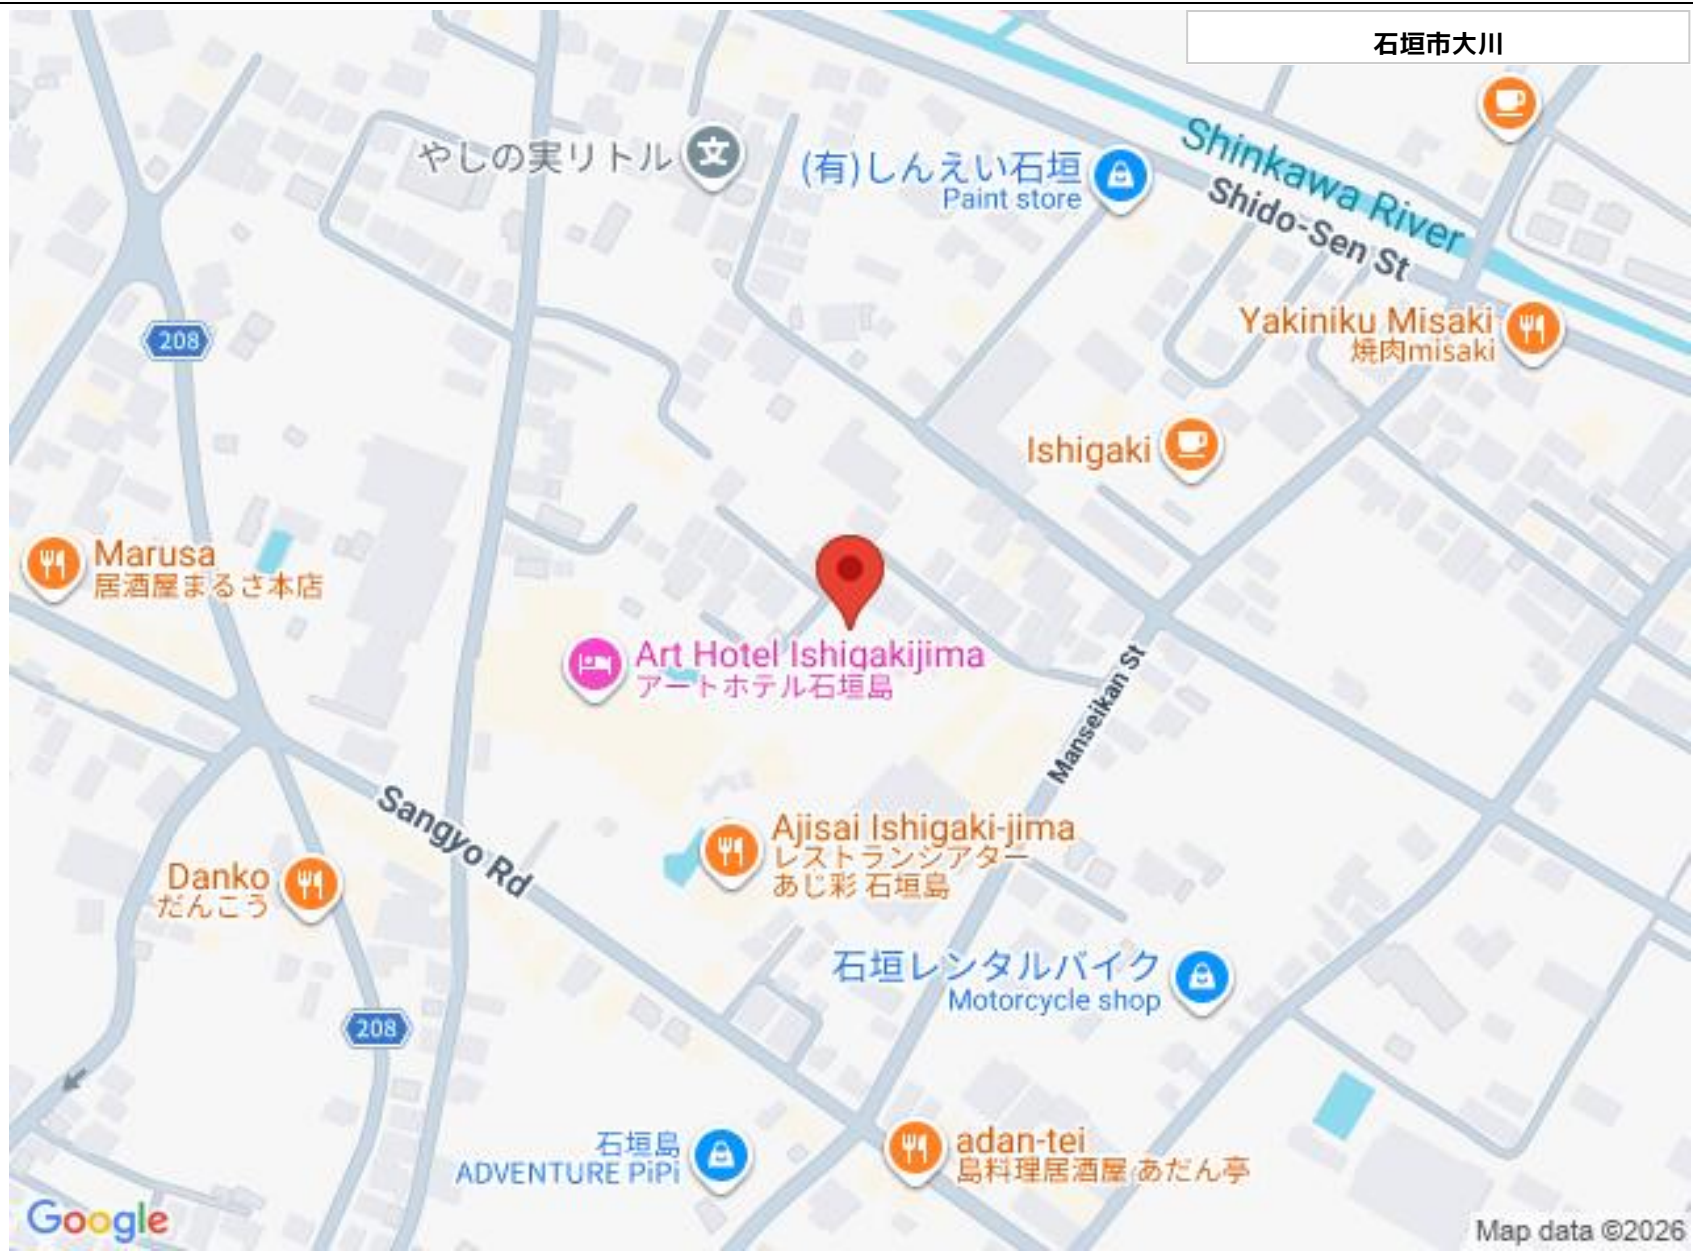 石垣市大川
やしの実リトル
(有)しんえい石垣
Paint store
Shinkawa River
Shido-Sen St
Yakiniku Misaki
焼肉misaki
208
Ishigaki
Marusa
居酒屋まるさ本店
Art Hotel Ishigakijima
アートホテル石垣島
Manseikan St
Sangyo Rd
Ajisai Ishigaki-jima
レストランシアター
あじ彩 石垣島
Danko
だんこう
石垣レンタルバイク
Motorcycle shop
208
石垣島
ADVENTURE PiPi
adan-tei
島料理居酒屋 あだん亭
Google
Map data ©2026
文